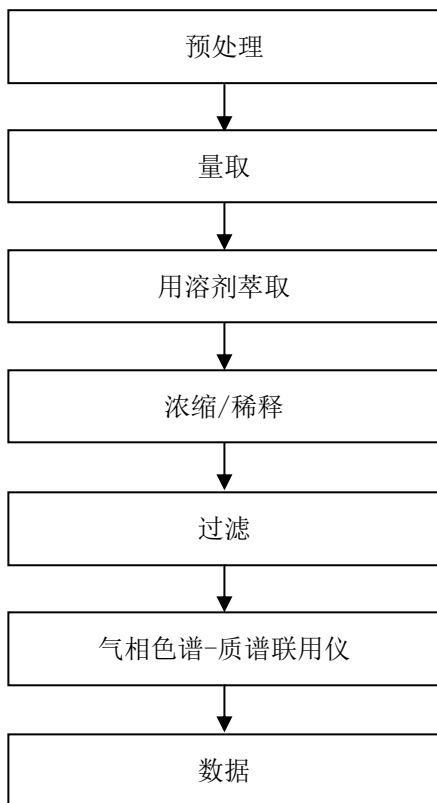 预处理
量取
用溶剂萃取
浓缩/稀释
过滤
气相色谱-质谱联用仪
数据